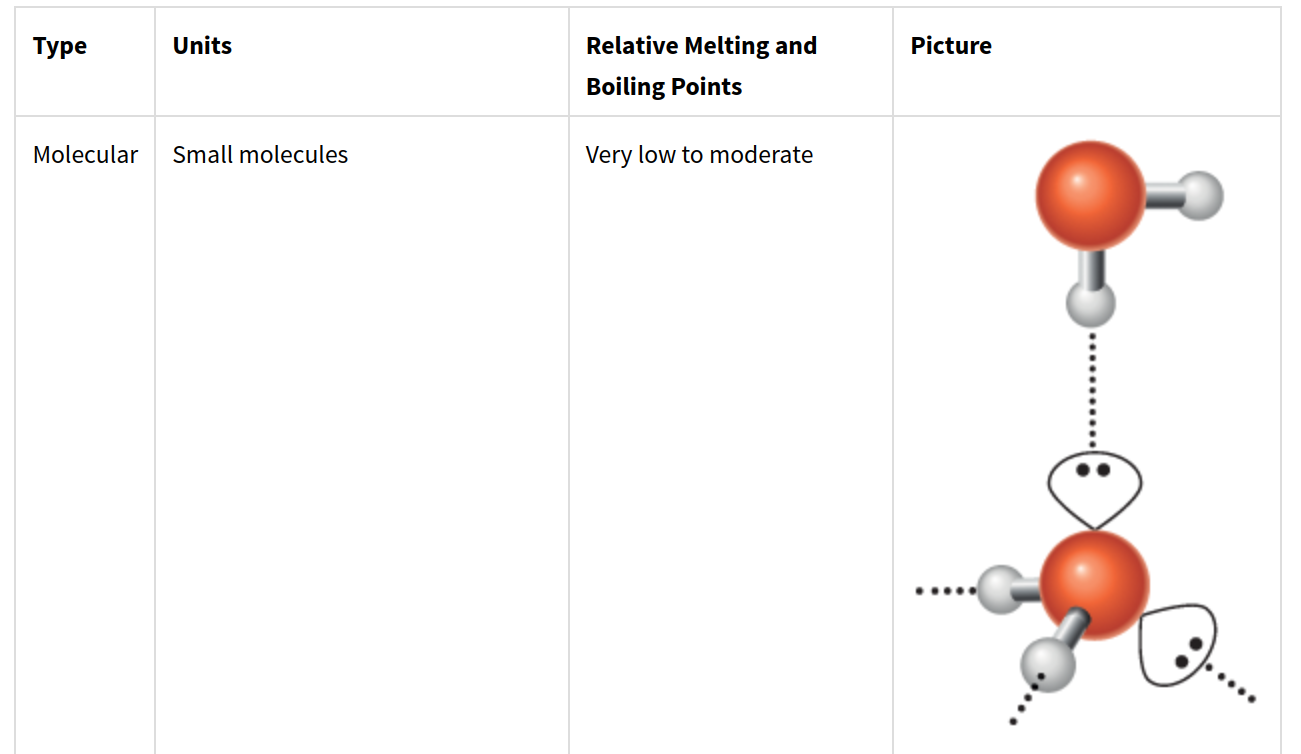 Type
Units
Relative Melting and
Boiling Points
Picture
Molecular
Small molecules
Very low to moderate